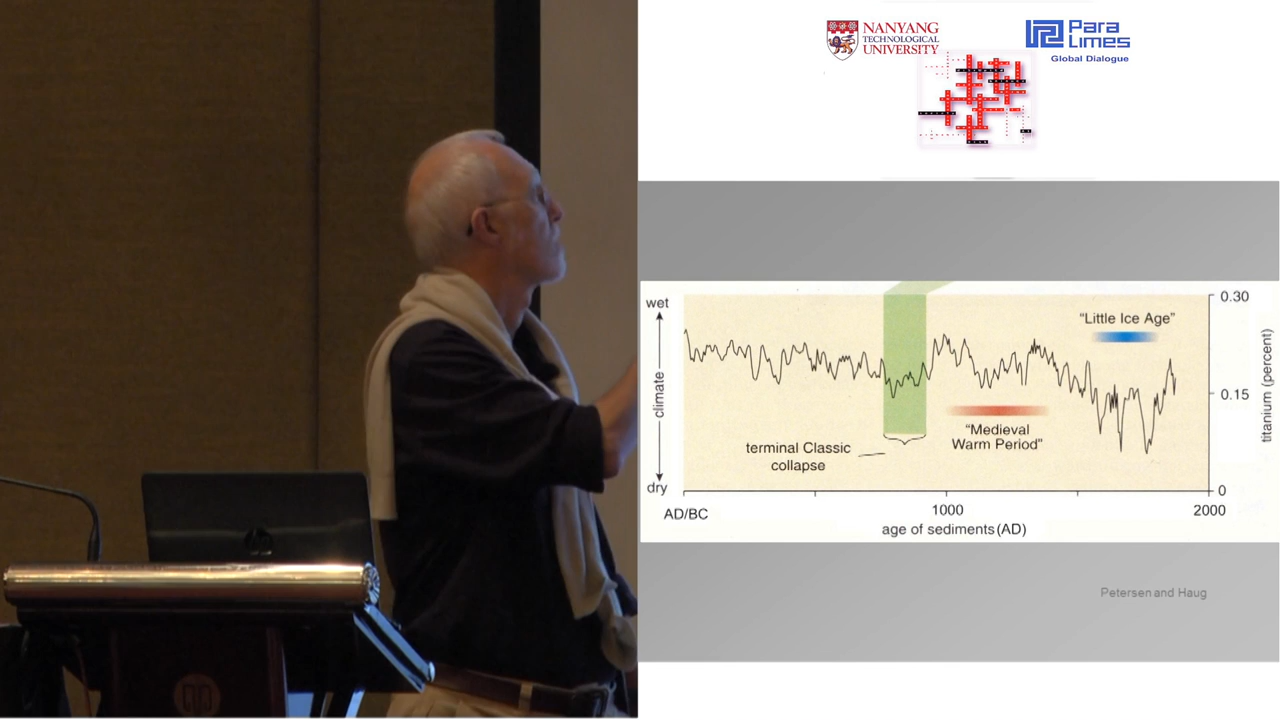 NANYANG
TECHNOLOGICAL
UNIVERSITY
Para
Limes
Global Dialogue
wet
climate
dry
0.30
0.15
0
titanium (percent)
"Little Ice Age"
"Medieval
Warm Period"
terminal Classic
collapse
AD/BC
1000
2000
age of sediments (AD)
Petersen and Haug